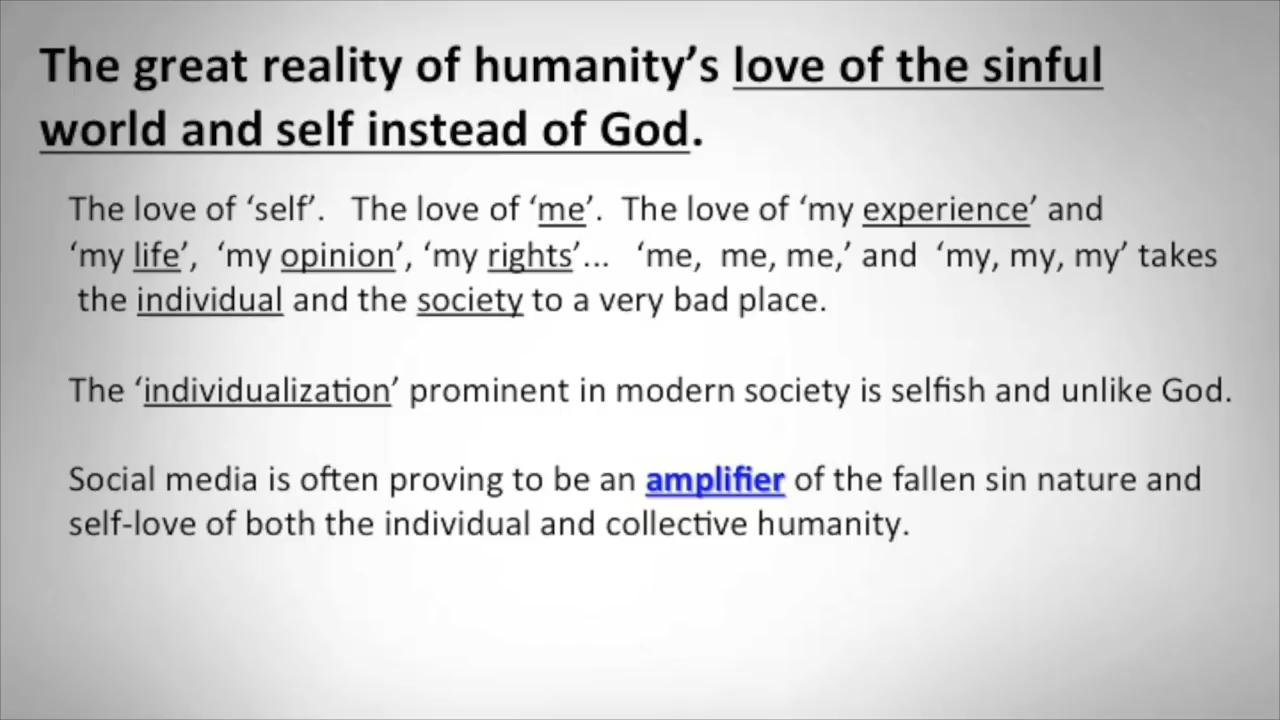 The great reality of humanity’s love of the sinful
world and self instead of God.
The love of ‘self’. The love of ‘me’. The love of ‘my experience’ and
‘my life’, ‘my opinion’, ‘my rights’... ‘me, me, me,’ and ‘my, my, my’ takes
the individual and the society to a very bad place.
The ‘individualization’ prominent in modern society is selfish and unlike God.
Social media is often proving to be an amplifier of the fallen sin nature and
self-love of both the individual and collective humanity.